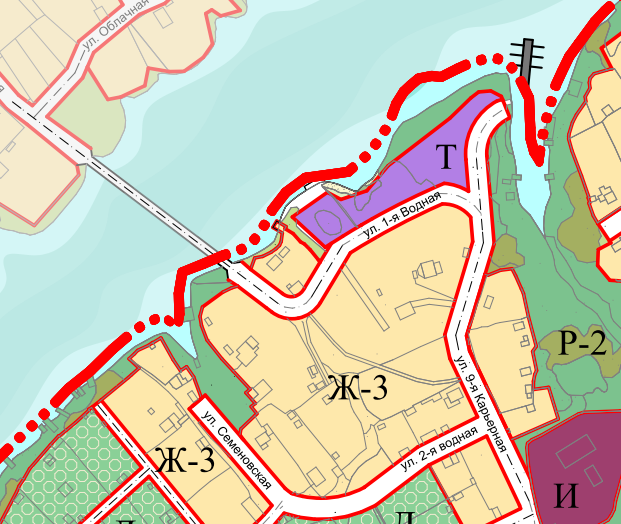 ул. Облачная
Т
ул. 1-я Водная
Р-2
ул. 9-я Карьерная
Ж-3
ул. Семеновская
ул. 2-я водная
Ж-3
И